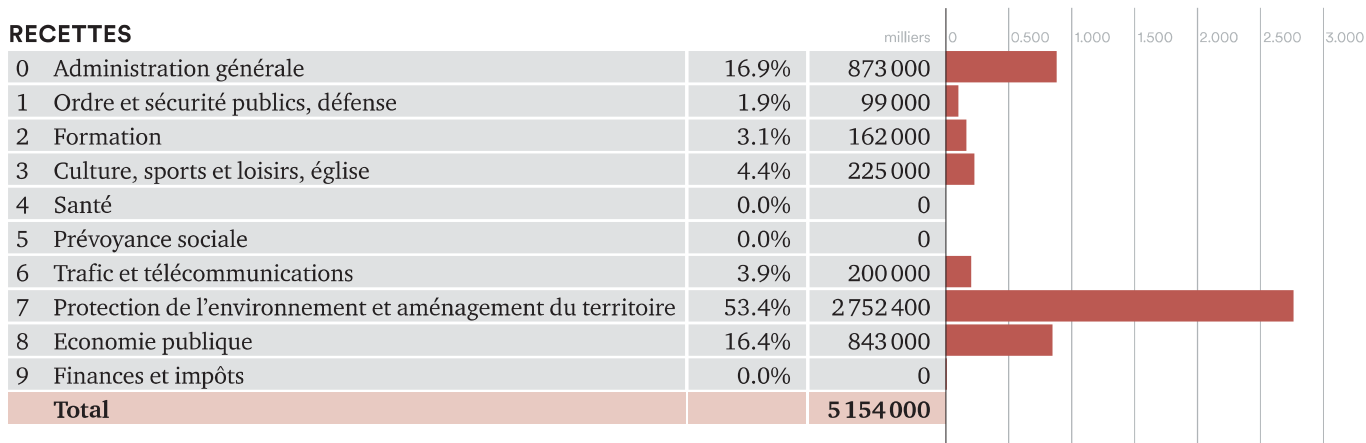 RECETTES milliers 0 0.500 1.000 1.500 2.000 2.500 3.000
0 Administration générale 16.9% 873 000
1 Ordre et sécurité publics, défense 1.9% 99 000
2 Formation 3.1% 162 000
3 Culture, sports et loisirs, église 4.4% 225 000
4 Santé 0.0% 0
5 Prévoyance sociale 0.0% 0
6 Trafic et télécommunications 3.9% 200 000
7 Protection de l’environnement et aménagement du territoire 53.4% 2 752 400
8 Economie publique 16.4% 843 000
9 Finances et impôts 0.0% 0
Total 5 154 000